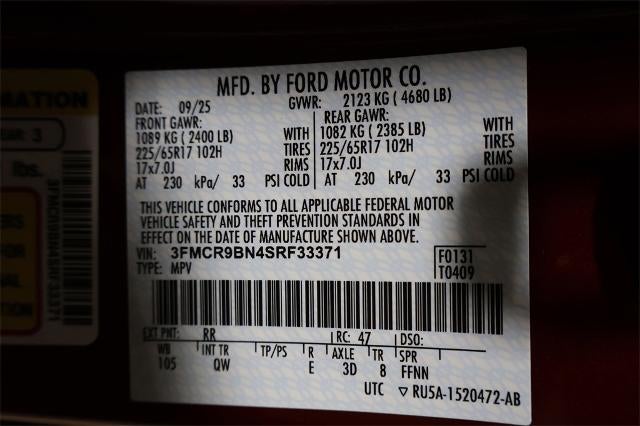 MFD. BY FORD MOTOR CO.
DATE: 09/25 GVWR: 2123 KG ( 4680 LB)
FRONT GAWR: REAR GAWR:
1089 KG ( 2400 LB) WITH 1082 KG ( 2385 LB) WITH
225/65R17 102H TIRES 225/65R17 102H TIRES
17x7.0J RIMS 17x7.0J RIMS
AT 230 kPa/ 33 PSI COLD AT 230 kPa/ 33 PSI COLD
THIS VEHICLE CONFORMS TO ALL APPLICABLE FEDERAL MOTOR
VEHICLE SAFETY AND THEFT PREVENTION STANDARDS IN
EFFECT ON THE DATE OF MANUFACTURE SHOWN ABOVE.
VIN: 3FMCR9BN4SRF33371 F0131
TYPE: MPV T0409
EXT PNT: RR RC: 47 DSO:
WB INT TR TP/PS R AXLE TR SPR
105 QW E 3D 8 FFNN
UTC ▽ RU5A-1520472-AB
MATION
EAR: 3
lbs.
3FMCR9BN4SRF33371